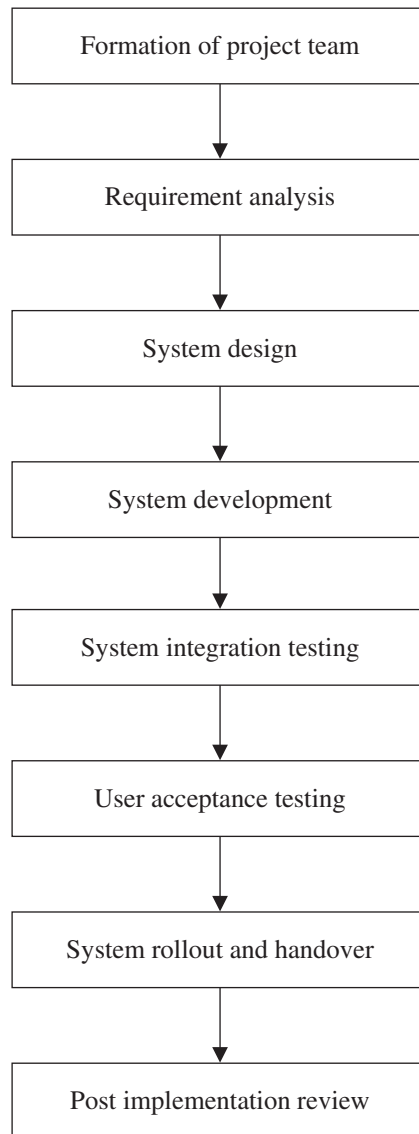 Formation of project team
Requirement analysis
System design
System development
System integration testing
User acceptance testing
System rollout and handover
Post implementation review